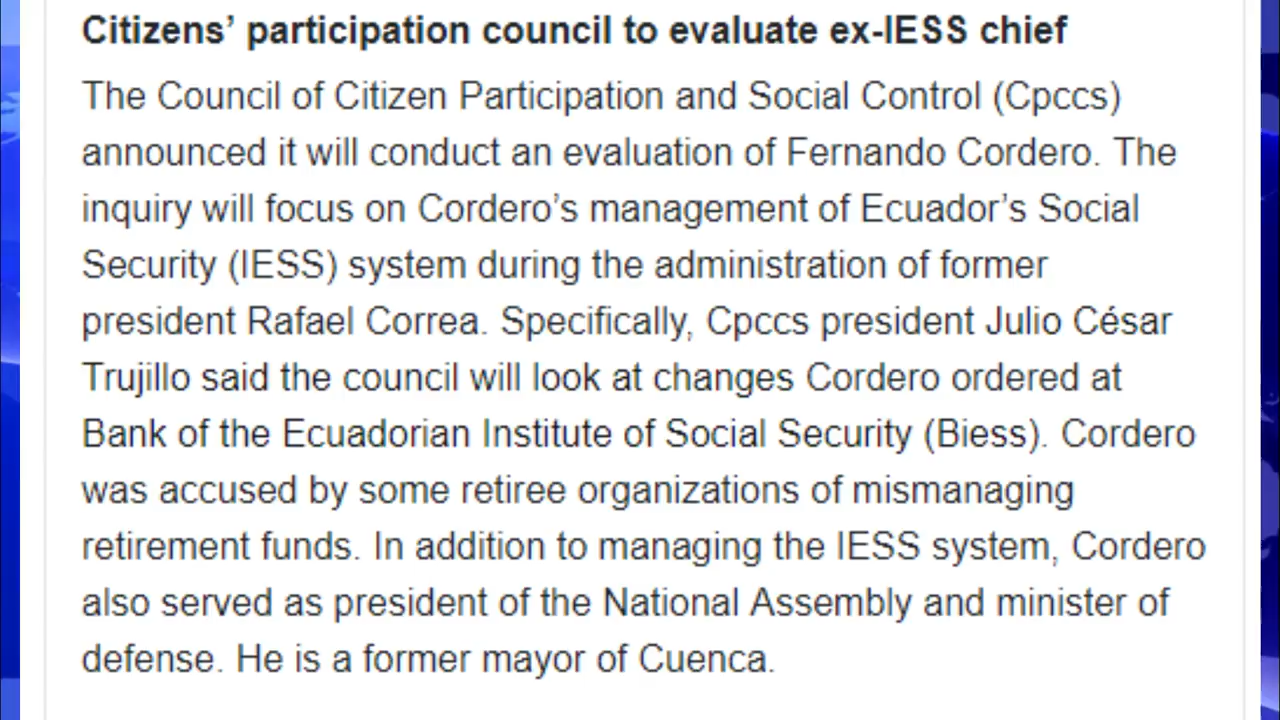 Citizens’ participation council to evaluate ex-IESS chief
The Council of Citizen Participation and Social Control (Cpccs)
announced it will conduct an evaluation of Fernando Cordero. The
inquiry will focus on Cordero’s management of Ecuador’s Social
Security (IESS) system during the administration of former
president Rafael Correa. Specifically, Cpccs president Julio César
Trujillo said the council will look at changes Cordero ordered at
Bank of the Ecuadorian Institute of Social Security (Biess). Cordero
was accused by some retiree organizations of mismanaging
retirement funds. In addition to managing the IESS system, Cordero
also served as president of the National Assembly and minister of
defense. He is a former mayor of Cuenca.